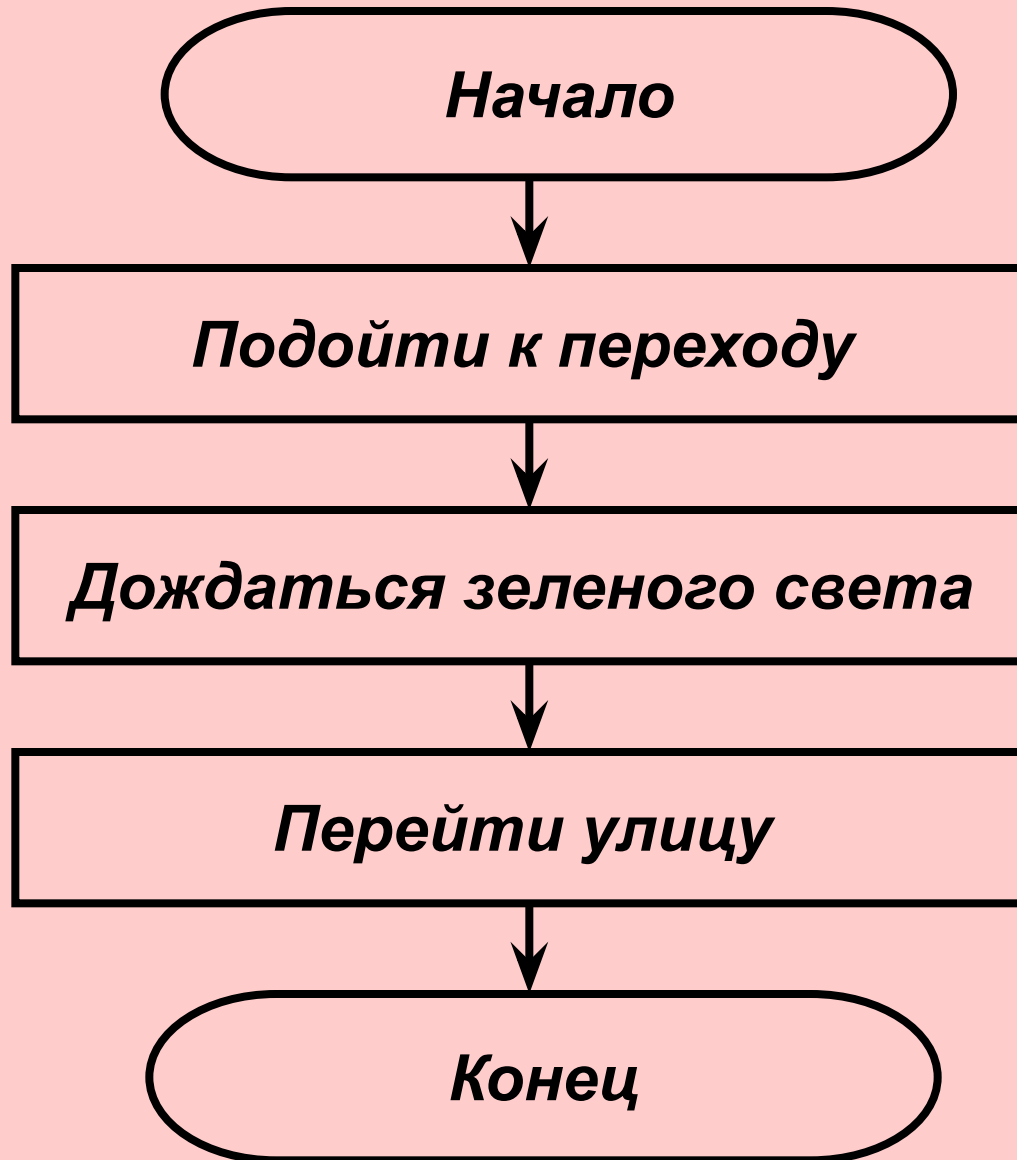 Начало
Подойти к переходу
Дождаться зеленого света
Перейти улицу
Конец